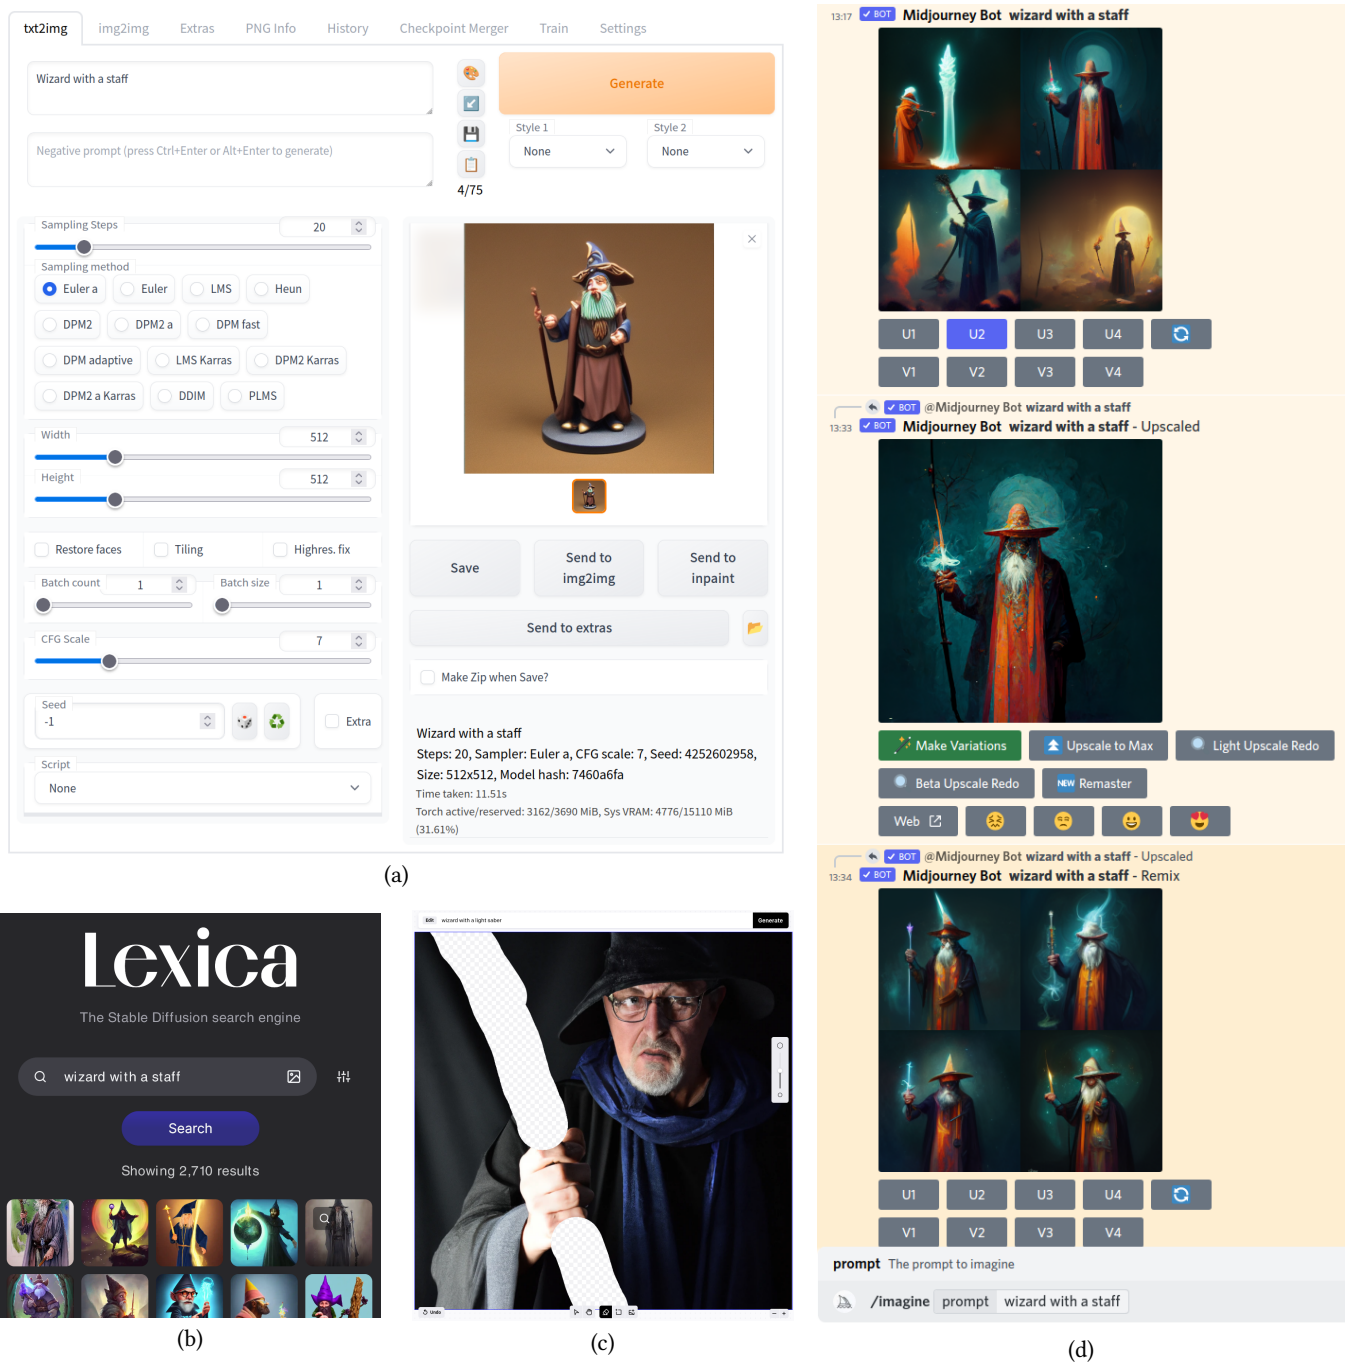 txt2img img2img Extras PNG Info History Checkpoint Merger Train Settings
Wizard with a staff
Negative prompt (press Ctrl+Enter or Alt+Enter to generate)
4/75
Generate
Style 1 Style 2
None None
Sampling Steps 20
Sampling method
Euler a Euler LMS Heun
DPM2 DPM2 a DPM fast
DPM adaptive LMS Karras DPM2 Karras
DPM2 a Karras DDIM PLMS
Width 512
Height 512
Restore faces Tiling Highres. fix
Batch count 1 Batch size 1
CFG Scale 7
Seed
-1
Extra
Script
None
Save Send to img2img Send to inpaint
Send to extras
Make Zip when Save?
Wizard with a staff
Steps: 20, Sampler: Euler a, CFG scale: 7, Seed: 4252602958,
Size: 512x512, Model hash: 7460a6fa
Time taken: 11.51s
Torch active/reserved: 3162/3690 MiB, Sys VRAM: 4776/15110 MiB
(31.61%)
(a)
Lexica
The Stable Diffusion search engine
wizard with a staff
Search
Showing 2,710 results
(b)
Edit wizard with a light saber Generate
Undo
(c)
13:17 BOT Midjourney Bot wizard with a staff
U1 U2 U3 U4
V1 V2 V3 V4
BOT @Midjourney Bot wizard with a staff
13:33 BOT Midjourney Bot wizard with a staff - Upscaled
Make Variations Upscale to Max Light Upscale Redo
Beta Upscale Redo NEW Remaster
Web
BOT @Midjourney Bot wizard with a staff - Upscaled
13:34 BOT Midjourney Bot wizard with a staff - Remix
U1 U2 U3 U4
V1 V2 V3 V4
prompt The prompt to imagine
/imagine prompt wizard with a staff
(d)